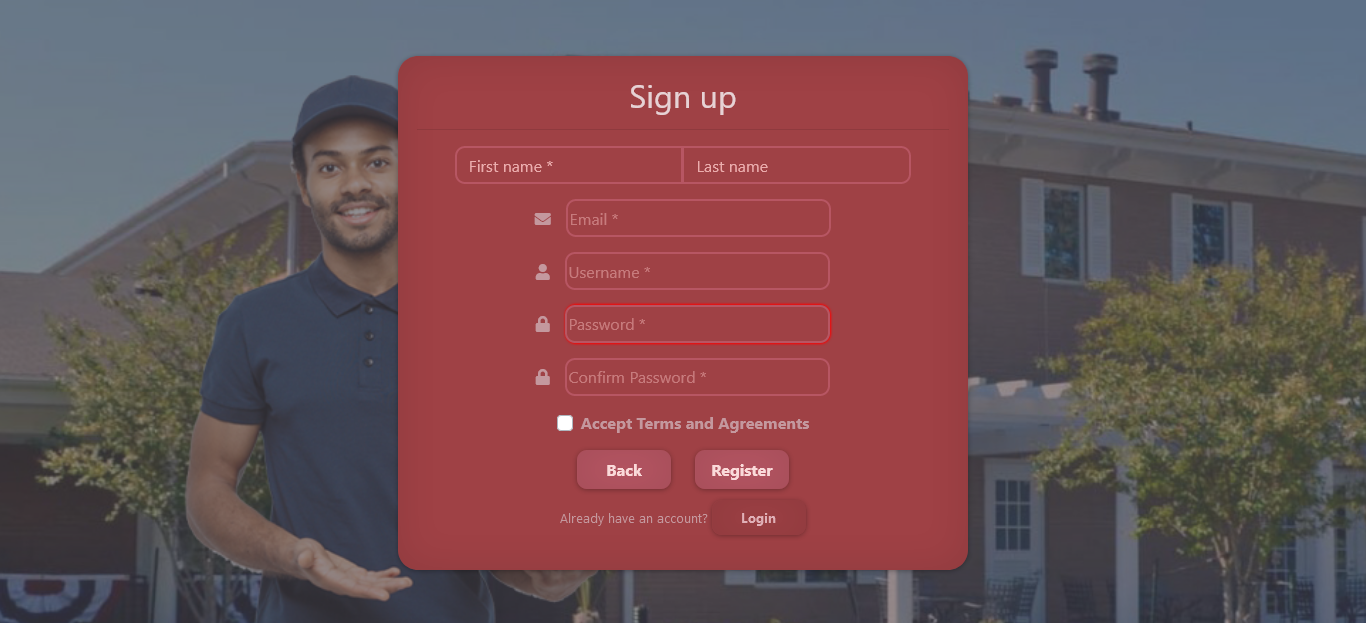 Sign up
First name * Last name
Email *
Username *
Password *
Confirm Password *
Accept Terms and Agreements
Back Register
Already have an account? Login